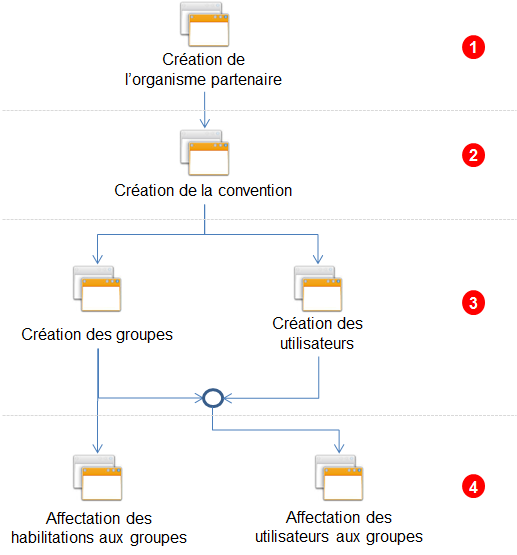 Création de
l'organisme partenaire
1
Création de la convention
2
Création des groupes
Création des
utilisateurs
3
Affectation des
habilitations aux groupes
Affectation des
utilisateurs aux groupes
4